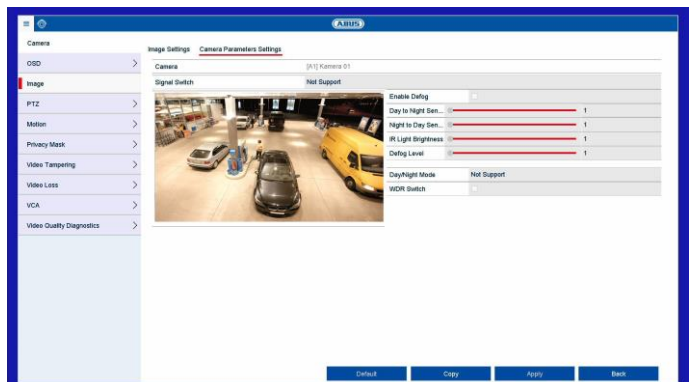 ABUS
Camera
OSD
Image
PTZ
Motion
Privacy Mask
Video Tampering
Video Loss
VCA
Video Quality Diagnostics
Image Settings Camera Parameters Settings
Camera [A1] Kamera 01
Signal Switch Not Support
Enable Defog
Day to Night Sen... 1
Night to Day Sen... 1
IR Light Brightness 1
Defog Level 1
Day/Night Mode Not Support
WDR Switch
Default Copy Apply Back